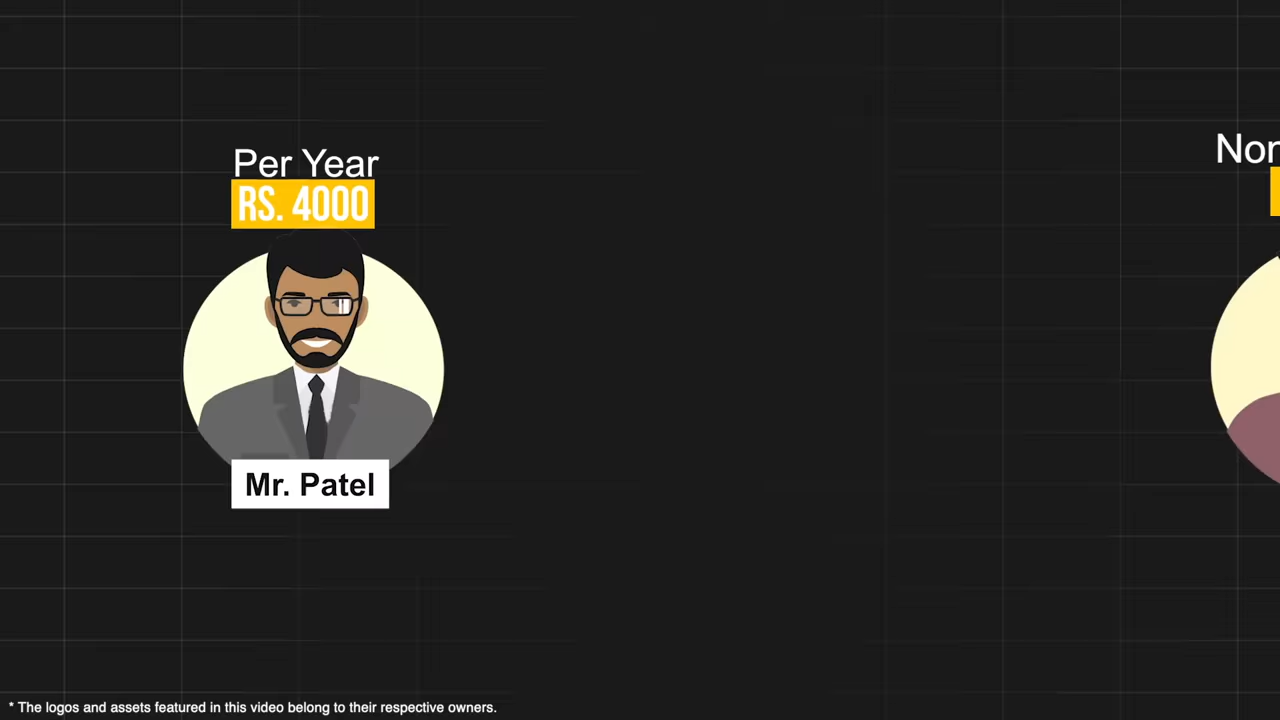 Per Year
RS. 4000
Mr. Patel
* The logos and assets featured in this video belong to their respective owners.